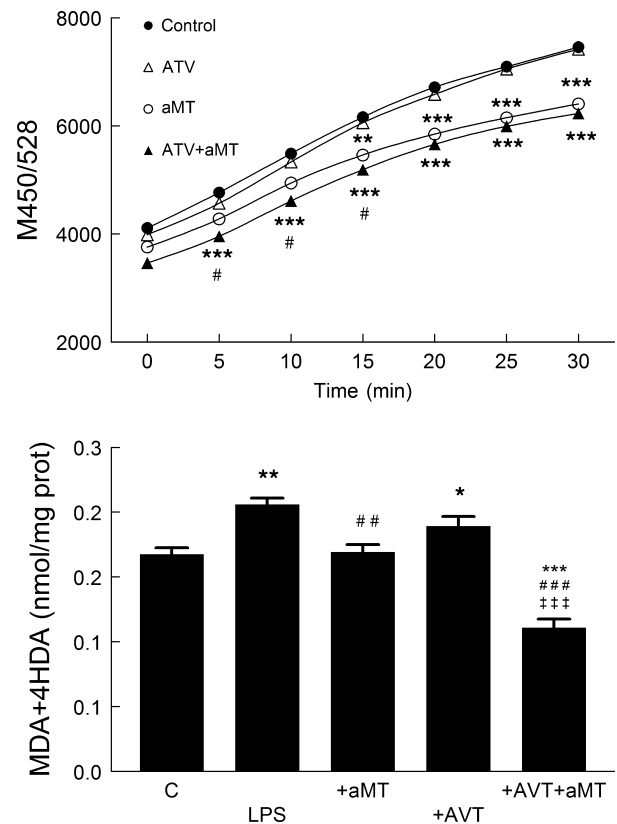 8000
6000
4000
2000
M450/528
Control
ATV
aMT
ATV+aMT
***
***
***
**
***
***
***
***
***
***
#
#
#
0 5 10 15 20 25 30
Time (min)
0.3
0.2
0.2
0.1
0.1
0.0
MDA+4HDA (nmol/mg prot)
**
##
*
***
###
‡‡‡
C
LPS
+aMT
+AVT
+AVT+aMT